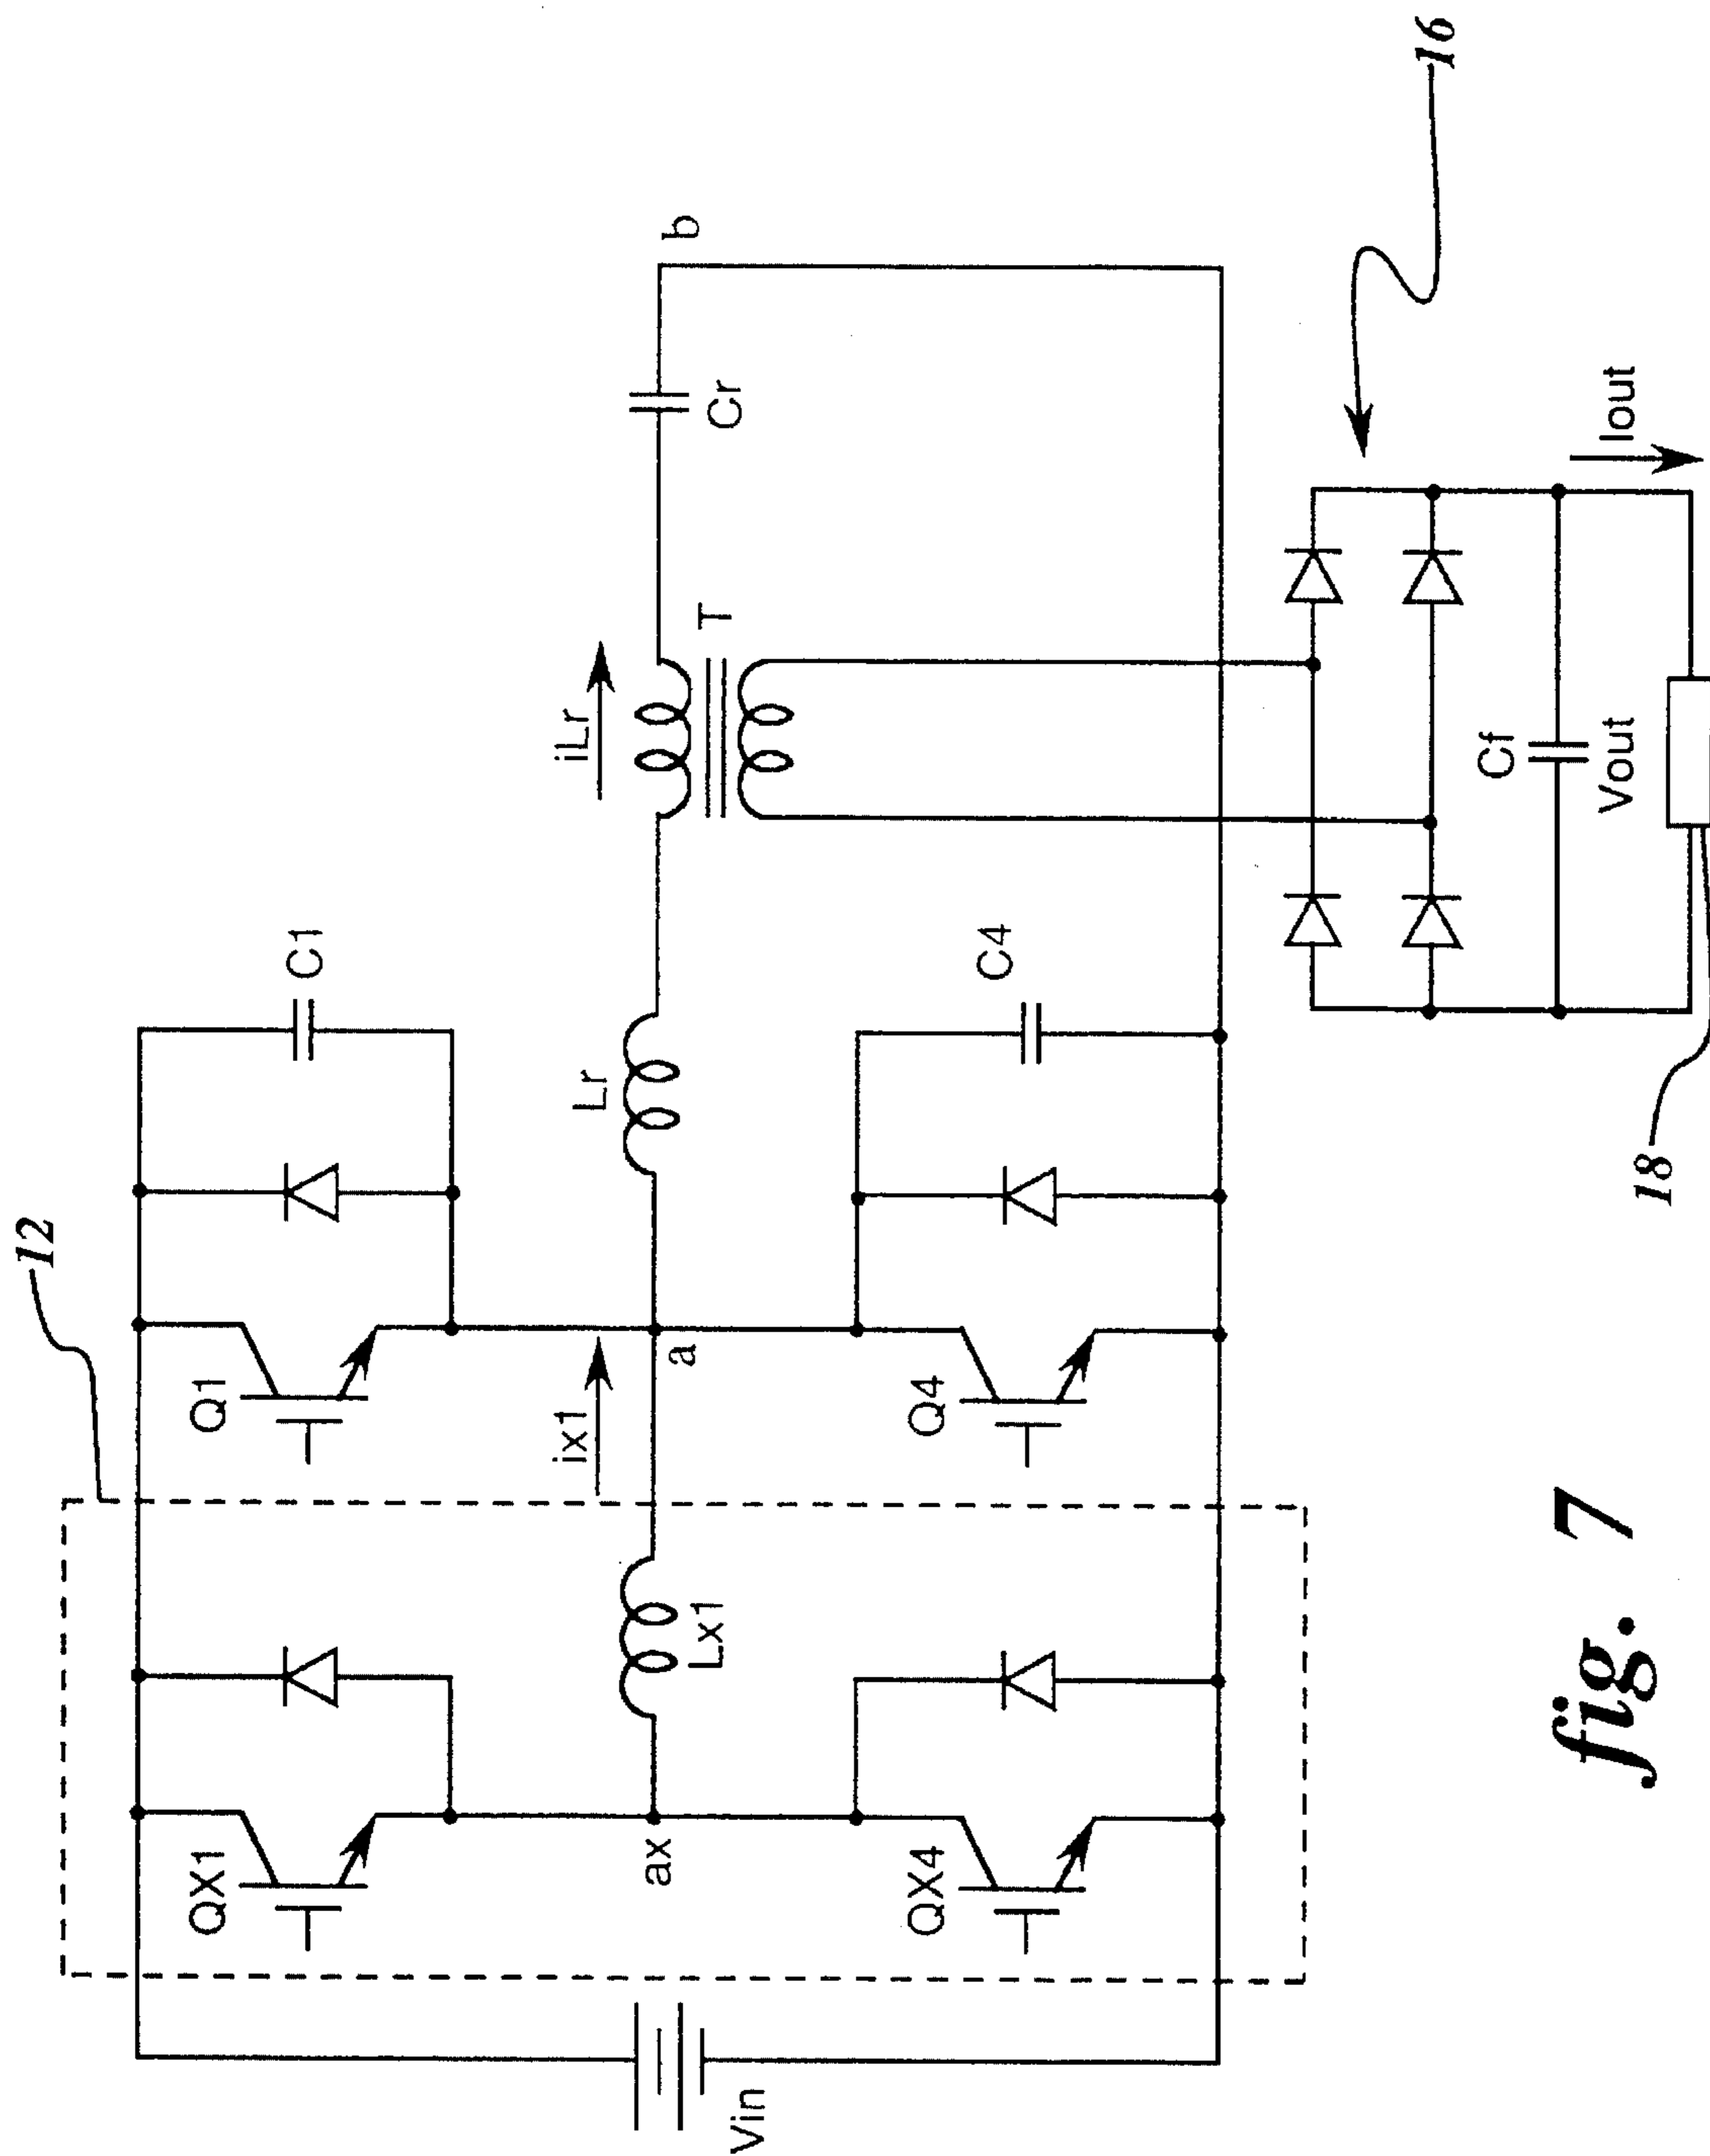 12
QX1
Q1
C1
ix1
iLr
Lx1
Lr
T
Cr
b
Vin
ax
a
QX4
Q4
C4
16
Cf
Vout
Iout
18
fig. 7